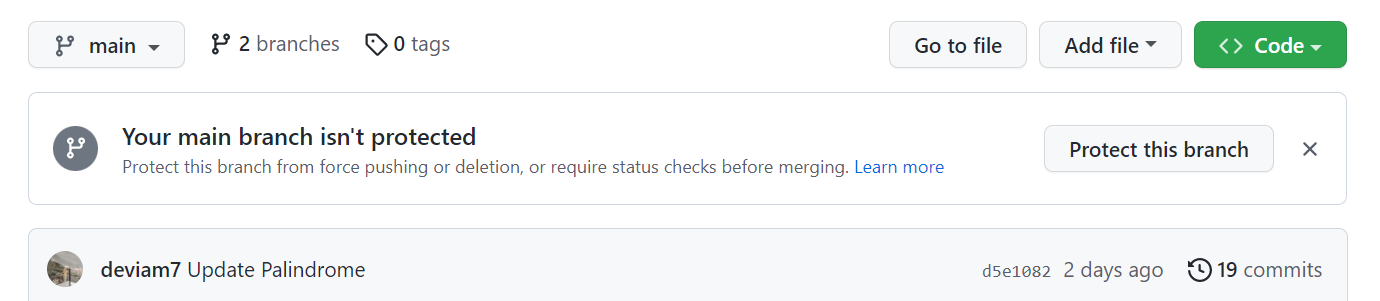 main 2 branches 0 tags Go to file Add file Code
Your main branch isn't protected
Protect this branch from force pushing or deletion, or require status checks before merging. Learn more
Protect this branch
deviam7 Update Palindrome d5e1082 2 days ago 19 commits